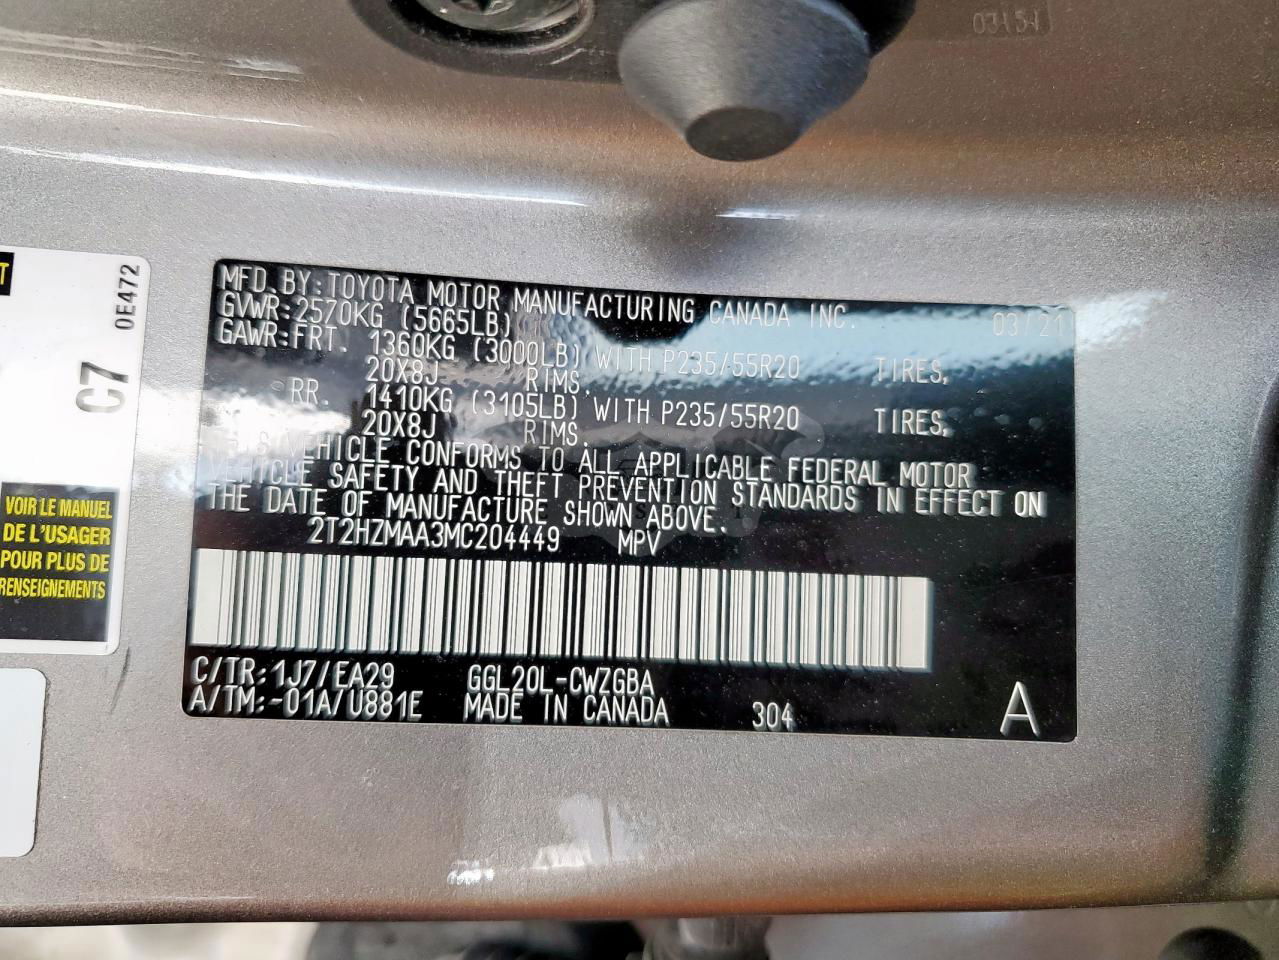 03154
0E472
C7
VOIR LE MANUEL
DE L'USAGER
POUR PLUS DE
RENSEIGNEMENTS
MFD. BY: TOYOTA MOTOR MANUFACTURING CANADA INC. 03/21
GVWR: 2570KG (5665LB)
GAWR: FRT. 1360KG (3000LB) WITH P235/55R20 TIRES,
20X8J RIMS,
RR. 1410KG (3105LB) WITH P235/55R20 TIRES,
20X8J RIMS.
VEHICLE CONFORMS TO ALL APPLICABLE FEDERAL MOTOR
VEHICLE SAFETY AND THEFT PREVENTION STANDARDS IN EFFECT ON
THE DATE OF MANUFACTURE SHOWN ABOVE.
2T2HZMAA3MC204449 MPV
C/TR: 1J7/EA29 GGL20L-CWZGBA
A/TM: -01A/U881E MADE IN CANADA 304 A